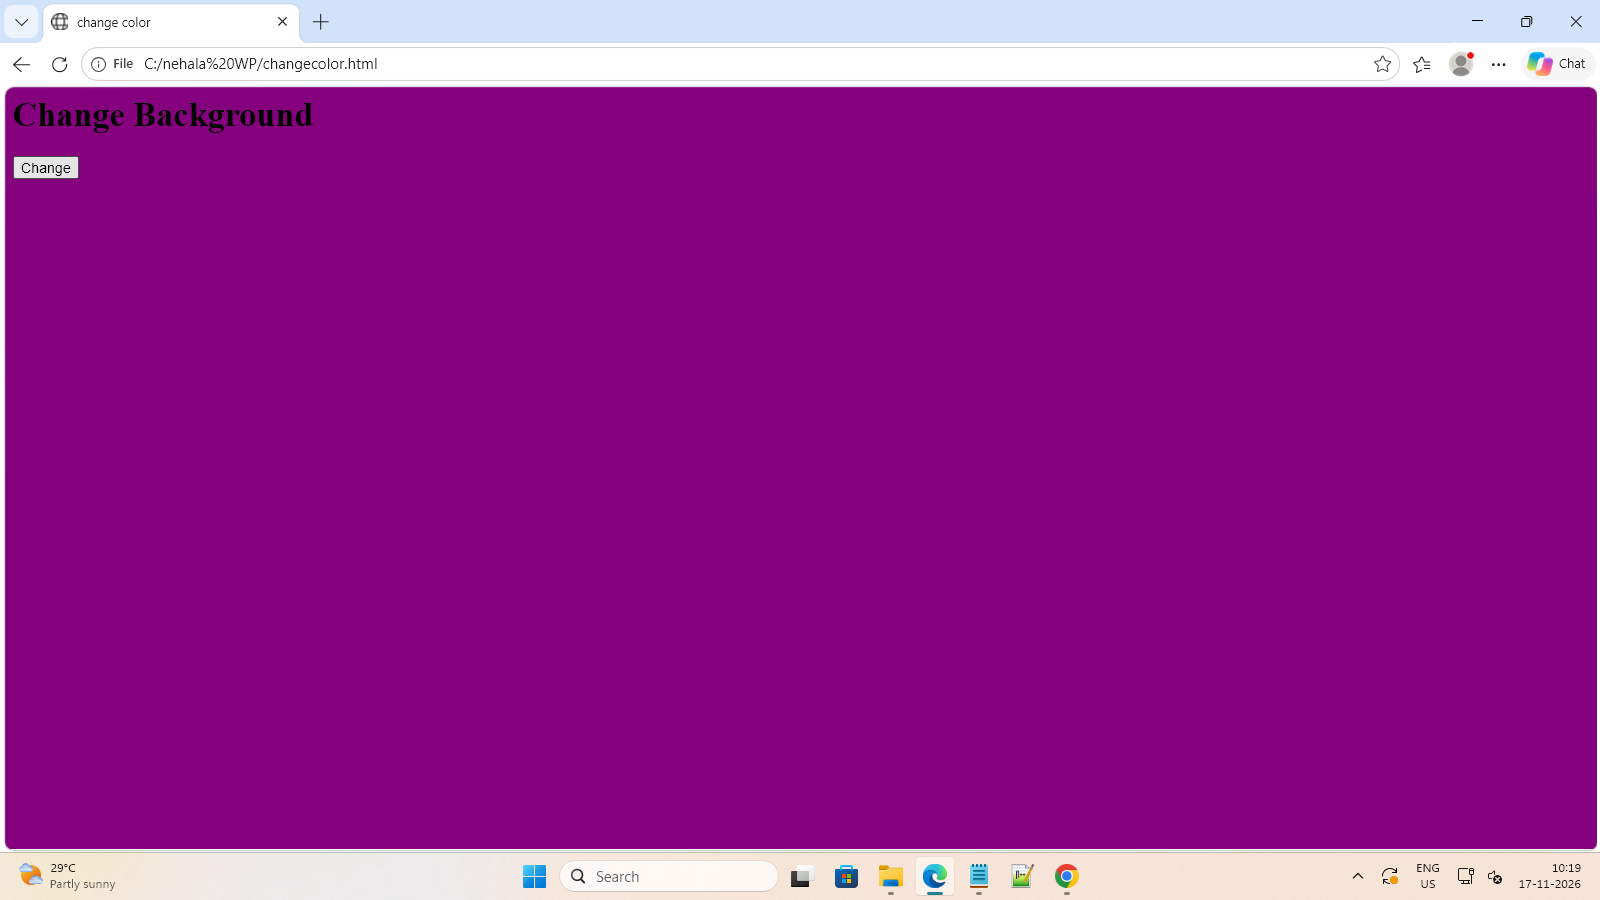 change color
File C:/nehala%20WP/changecolor.html
Chat
Change Background
Change
29°C
Partly sunny
Search
ENG
US
10:19
17-11-2026